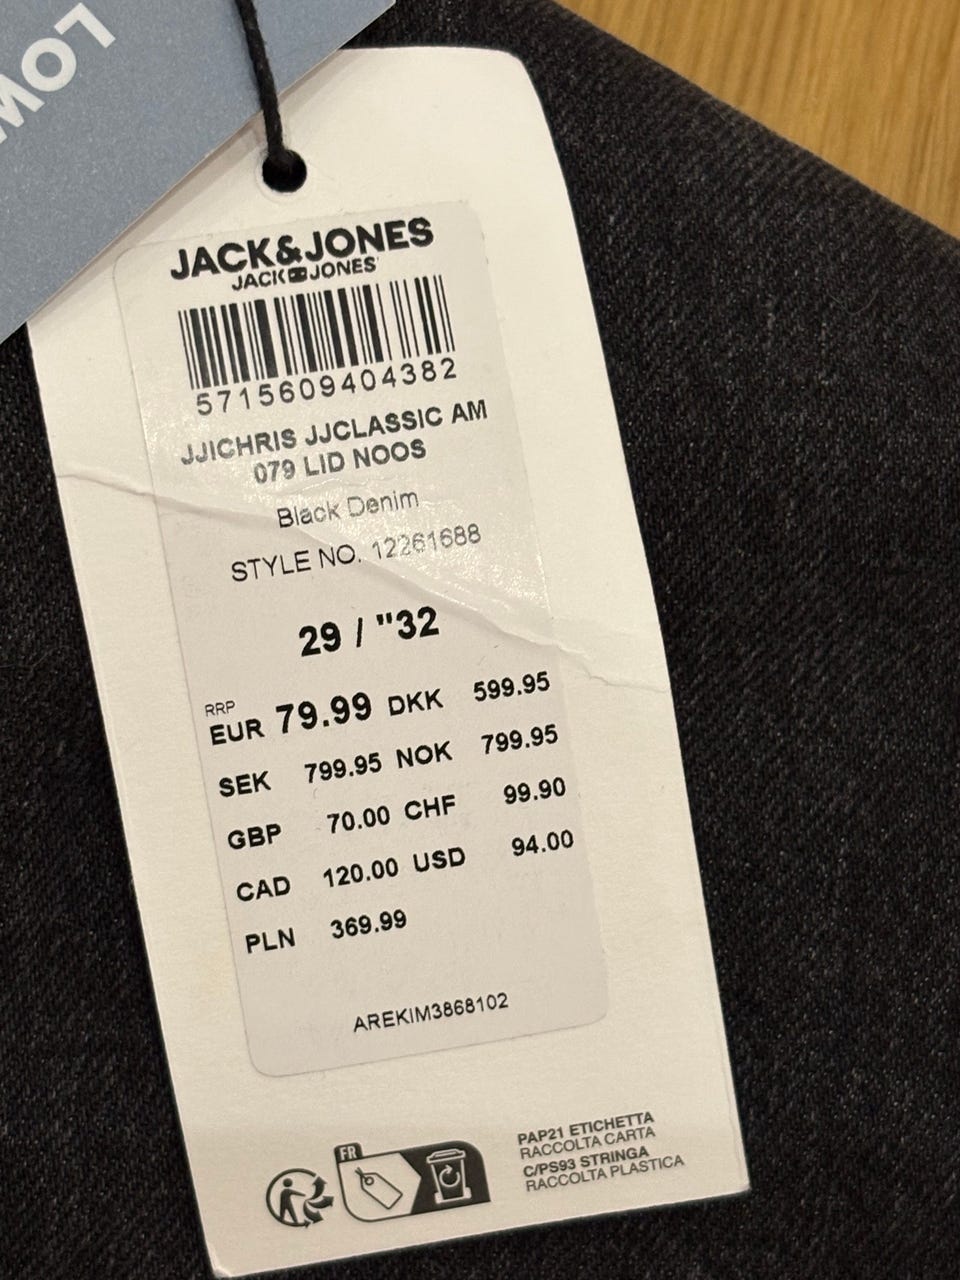 LOW
JACK&JONES
JACK JONES
5715609404382
JJICHRIS JJCLASSIC AM
079 LID NOOS
Black Denim
STYLE NO. 12261688
29 / "32
RRP
EUR 79.99 DKK 599.95
SEK 799.95 NOK 799.95
GBP 70.00 CHF 99.90
CAD 120.00 USD 94.00
PLN 369.99
AREKIM3868102
FR
PAP21 ETICHETTA
RACCOLTA CARTA
C/PS93 STRINGA
RACCOLTA PLASTICA